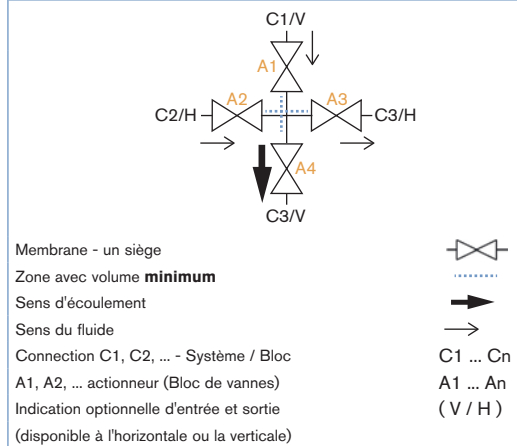 C1/V
A1
A2
A3
C2/H
C3/H
A4
C3/V
Membrane - un siège
Zone avec volume minimum
Sens d'écoulement
Sens du fluide
Connection C1, C2, ... - Système / Bloc C1 ... Cn
A1, A2, ... actionneur (Bloc de vannes) A1 ... An
Indication optionnelle d'entrée et sortie ( V / H )
(disponible à l'horizontale ou la verticale)